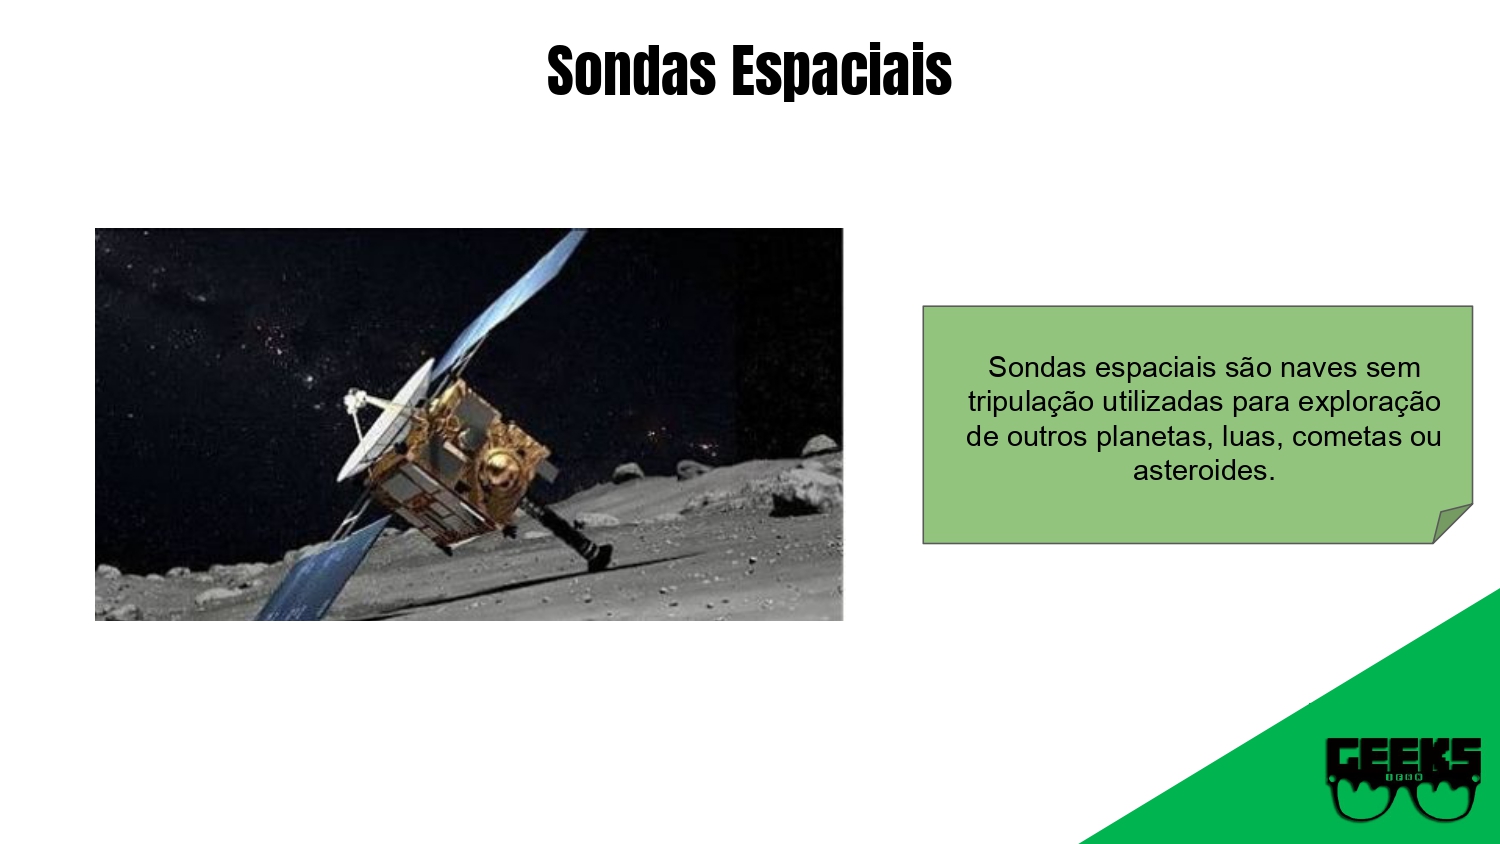 Sondas Espaciais
Sondas espaciais são naves sem
tripulação utilizadas para exploração
de outros planetas, luas, cometas ou
asteroides.
GEEKS
IFRN